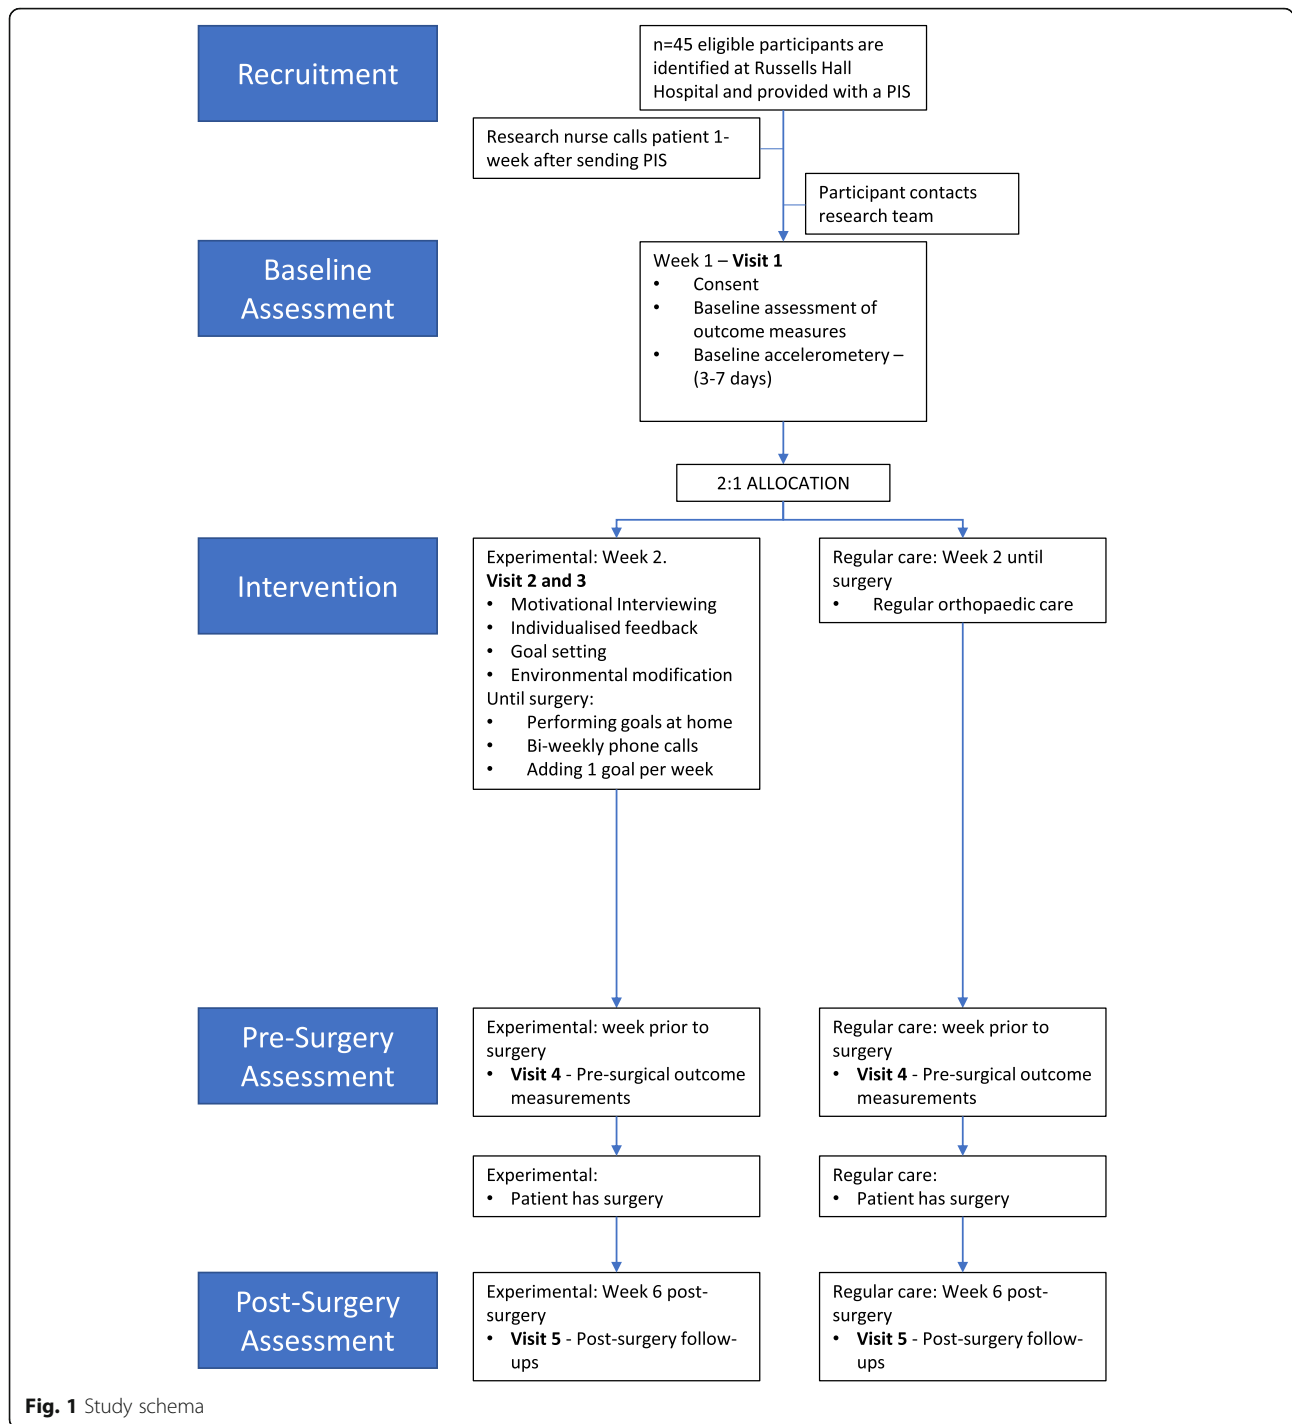 Recruitment
n=45 eligible participants are
identified at Russells Hall
Hospital and provided with a PIS
Research nurse calls patient 1-
week after sending PIS
Participant contacts
research team
Baseline
Assessment
Week 1 – Visit 1
• Consent
• Baseline assessment of
outcome measures
• Baseline accelerometery –
(3-7 days)
2:1 ALLOCATION
Intervention
Experimental: Week 2.
Visit 2 and 3
• Motivational Interviewing
• Individualised feedback
• Goal setting
• Environmental modification
Until surgery:
• Performing goals at home
• Bi-weekly phone calls
• Adding 1 goal per week
Regular care: Week 2 until
surgery
• Regular orthopaedic care
Pre-Surgery
Assessment
Experimental: week prior to
surgery
• Visit 4 - Pre-surgical outcome
measurements
Regular care: week prior to
surgery
• Visit 4 - Pre-surgical outcome
measurements
Experimental:
• Patient has surgery
Regular care:
• Patient has surgery
Post-Surgery
Assessment
Experimental: Week 6 post-
surgery
• Visit 5 - Post-surgery follow-
ups
Regular care: Week 6 post-
surgery
• Visit 5 - Post-surgery follow-
ups
Fig. 1 Study schema